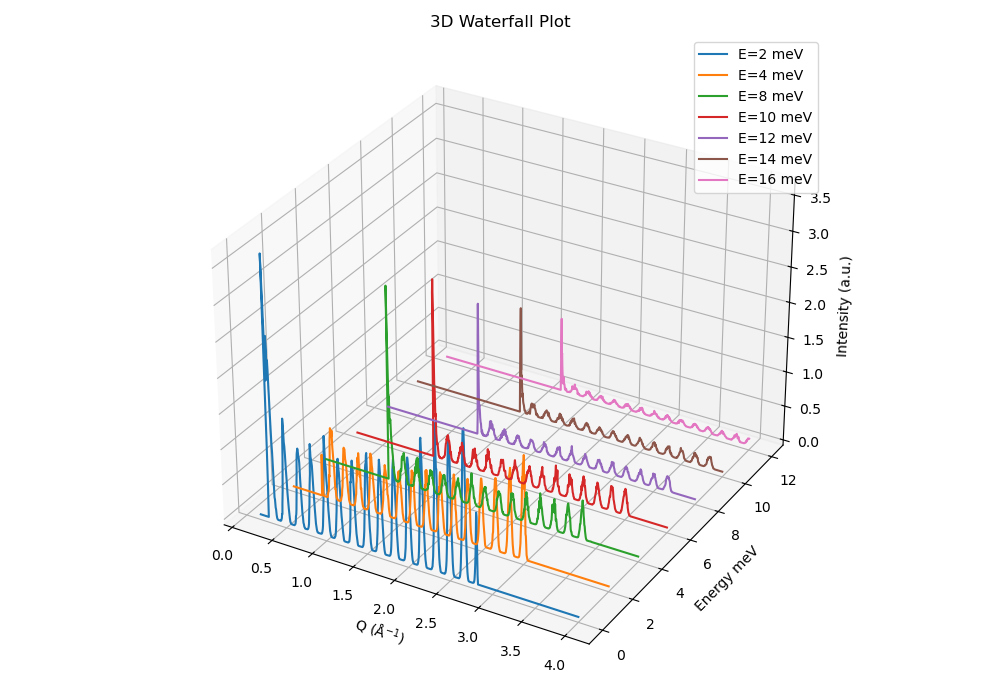 3D Waterfall Plot
E=2 meV
E=4 meV
E=8 meV
E=10 meV
E=12 meV
E=14 meV
E=16 meV
3.5
3.0
2.5
2.0
1.5
1.0
0.5
0.0
Intensity (a.u.)
12
10
8
6
4
2
0
Energy meV
0.0
0.5
1.0
1.5
2.0
2.5
3.0
3.5
4.0
Q (Å⁻¹)